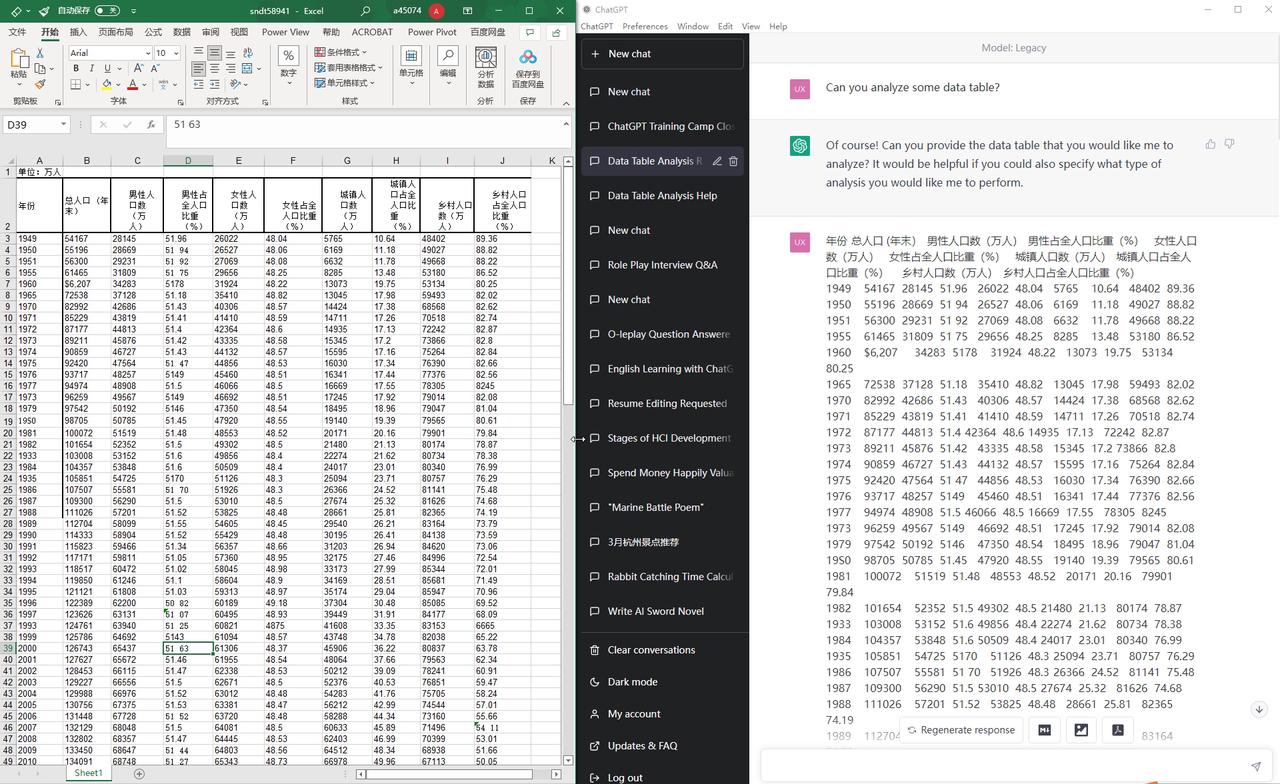 自动保存 关 sndt58941 - Excel a45074 A
文件 开始 插入 页面布局 公式 数据 审阅 视图 Power View 帮助 ACROBAT Power Pivot 百度网盘
粘贴 Arial 10 B I U 数字 条件格式 套用表格格式 单元格样式 单元格 编辑 分析数据 保存到百度网盘
剪贴板 字体 对齐方式 样式 分析 保存
D39 fx 51 63
A B C D E F G H I J K
1 单位：万人
2 年份 总人口（年末） 男性人口数（万人） 男性占全人口比重（%） 女性人口数（万人） 女性占全人口比重（%） 城镇人口数（万人） 城镇人口占全人口比重（%） 乡村人口数（万人） 乡村人口占全人口比重（%）
3 1949 54167 28145 51.96 26022 48.04 5765 10.64 48402 89.36
4 1950 55196 28669 51 94 26527 48.06 6169 11.18 49027 88.82
5 1951 56300 29231 51 92 27069 48.08 6632 11.78 49668 88.22
6 1955 61465 31809 51 75 29656 48.25 8285 13.48 53180 86.52
7 1960 $6,207 34283 5178 31924 48.22 13073 19.75 53134 80.25
8 1965 72538 37128 51.18 35410 48.82 13045 17.98 59493 82.02
9 1970 82992 42686 51.43 40306 48.57 14424 17.38 68568 82.62
10 1971 85229 43819 51.41 41410 48.59 14711 17.26 70518 82.74
11 1972 87177 44813 51.4 42364 48.6 14935 17.13 72242 82.87
12 1973 89211 45876 51.42 43335 48.58 15345 17.2 73866 82.8
13 1974 90859 46727 51.43 44132 48.57 15595 17.16 75264 82.84
14 1975 92420 47564 51 47 44856 48.53 16030 17.34 76390 82.66
15 1976 93717 48257 5149 45460 48.51 16341 17.44 77376 82.56
16 1977 94974 48908 51.5 46066 48.5 16669 17.55 78305 8245
17 1973 96259 49567 5149 46692 48.51 17245 17.92 79014 82.08
18 1979 97542 50192 5146 47350 48.54 18495 18.96 79047 81.04
19 1950 98705 50785 51.45 47920 48.55 19140 19.39 79565 80.61
20 1981 100072 51519 51.48 48553 48.52 20171 20.16 79901 79.84
21 1982 101654 52352 51.5 49302 48.5 21480 21.13 80174 78.87
22 1933 103008 53152 51.6 49856 48.4 22274 21.62 80734 78.38
23 1984 104357 53848 51.6 50509 48.4 24017 23.01 80340 76.99
24 1935 105851 54725 5170 51126 48.3 25094 23.71 80757 76.29
25 1986 107507 55581 51 70 51926 48.3 26366 24.52 81141 75.48
26 1987 109300 56290 51.5 53010 48.5 27674 25.32 81626 74.68
27 1988 111026 57201 51.52 53825 48.48 28661 25.81 82365 74.19
28 1989 112704 58099 51.55 54605 48.45 29540 26.21 83164 73.79
29 1990 114333 58904 51.52 55429 48.48 30195 26.41 84138 73.59
30 1991 115823 59466 51.34 56357 48.66 31203 26.94 84620 73.06
31 1992 117171 59811 51.05 57360 48.95 32175 27.46 84996 72.54
32 1993 118517 60472 51.02 58045 48.98 33173 27.99 85344 72.01
33 1994 119850 61246 51.1 58604 48.9 34169 28.51 85681 71.49
34 1995 121121 61808 51.03 59313 48.97 35174 29.04 85947 70.96
35 1996 122389 62200 50 82 60189 49.18 37304 30.48 85085 69.52
36 1997 123626 63131 51 07 60495 48.93 39449 31.91 84177 68.09
37 1993 124761 63940 51 25 60821 4875 41608 33.35 83153 6665
38 1999 125786 64692 5143 61094 48.57 43748 34.78 82038 65.22
39 2000 126743 65437 51 63 61306 48.37 45906 36.22 80837 63.78
40 2001 127627 65672 51.46 61955 48.54 48064 37.66 79563 62.34
41 2002 128453 66115 51.47 62338 48.53 50212 39.09 78241 60.91
42 2003 129227 66556 51.5 62671 48.5 52376 40.53 76851 59.47
43 2004 129988 66976 51.52 63012 48.48 54283 41.76 75705 58.24
44 2005 130756 67375 51.53 63381 48.47 56212 42.99 74544 57.01
45 2006 131448 67728 51 52 63720 48.48 58288 44.34 73160 55.66
46 2007 132129 68048 51.5 64081 48.5 60633 45.89 71496 54 11
47 2008 132802 68357 51.47 64445 48.53 62403 46.99 70399 53.01
48 2009 133450 68647 51 44 64803 48.56 64512 48.34 68938 51.66
49 2010 134091 68748 51 27 65343 48.73 66978 49.96 67113 50.05
Sheet1
ChatGPT
ChatGPT Preferences Window Edit View Help
New chat
New chat
ChatGPT Training Camp Clos
Data Table Analysis R
Data Table Analysis Help
New chat
Role Play Interview Q&A
New chat
O-leplay Question Answere
English Learning with ChatG
Resume Editing Requested
Stages of HCI Development
Spend Money Happily Valua
"Marine Battle Poem"
3月杭州景点推荐
Rabbit Catching Time Calcul
Write AI Sword Novel
Clear conversations
Dark mode
My account
Updates & FAQ
Log out
Model: Legacy
UX Can you analyze some data table?
Of course! Can you provide the data table that you would like me to
analyze? It would be helpful if you could also specify what type of
analysis you would like me to perform.
UX 年份 总人口 (年末) 男性人口数（万人） 男性占全人口比重（%） 女性人口
数（万人） 女性占全人口比重（%） 城镇人口数（万人） 城镇人口占全人
口比重（%） 乡村人口数（万人） 乡村人口占全人口比重（%）
1949 54167 28145 51.96 26022 48.04 5765 10.64 48402 89.36
1950 55196 28669 51 94 26527 48.06 6169 11.18 49027 88.82
1951 56300 29231 51 92 27069 48.08 6632 11.78 49668 88.22
1955 61465 31809 51 75 29656 48.25 8285 13.48 53180 86.52
1960 $6,207 34283 5178 31924 48.22 13073 19.75 53134
80.25
1965 72538 37128 51.18 35410 48.82 13045 17.98 59493 82.02
1970 82992 42686 51.43 40306 48.57 14424 17.38 68568 82.62
1971 85229 43819 51.41 41410 48.59 14711 17.26 70518 82.74
1972 87177 44813 51.4 42364 48.6 14935 17.13 72242 82.87
1973 89211 45876 51.42 43335 48.58 15345 17.2 73866 82.8
1974 90859 46727 51.43 44132 48.57 15595 17.16 75264 82.84
1975 92420 47564 51 47 44856 48.53 16030 17.34 76390 82.66
1976 93717 48257 5149 45460 48.51 16341 17.44 77376 82.56
1977 94974 48908 51.5 46066 48.5 16669 17.55 78305 8245
1973 96259 49567 5149 46692 48.51 17245 17.92 79014 82.08
1979 97542 50192 5146 47350 48.54 18495 18.96 79047 81.04
1950 98705 50785 51.45 47920 48.55 19140 19.39 79565 80.61
1981 100072 51519 51.48 48553 48.52 20171 20.16 79901
79.84
1982 101654 52352 51.5 49302 48.5 21480 21.13 80174 78.87
1933 103008 53152 51.6 49856 48.4 22274 21.62 80734 78.38
1984 104357 53848 51.6 50509 48.4 24017 23.01 80340 76.99
1935 105851 54725 5170 51126 48.3 25094 23.71 80757 76.29
1986 107507 55581 51 70 51926 48.3 26366 24.52 81141 75.48
1987 109300 56290 51.5 53010 48.5 27674 25.32 81626 74.68
1988 111026 57201 51.52 53825 48.48 28661 25.81 82365
74.19
1989 112704 83164
Regenerate response